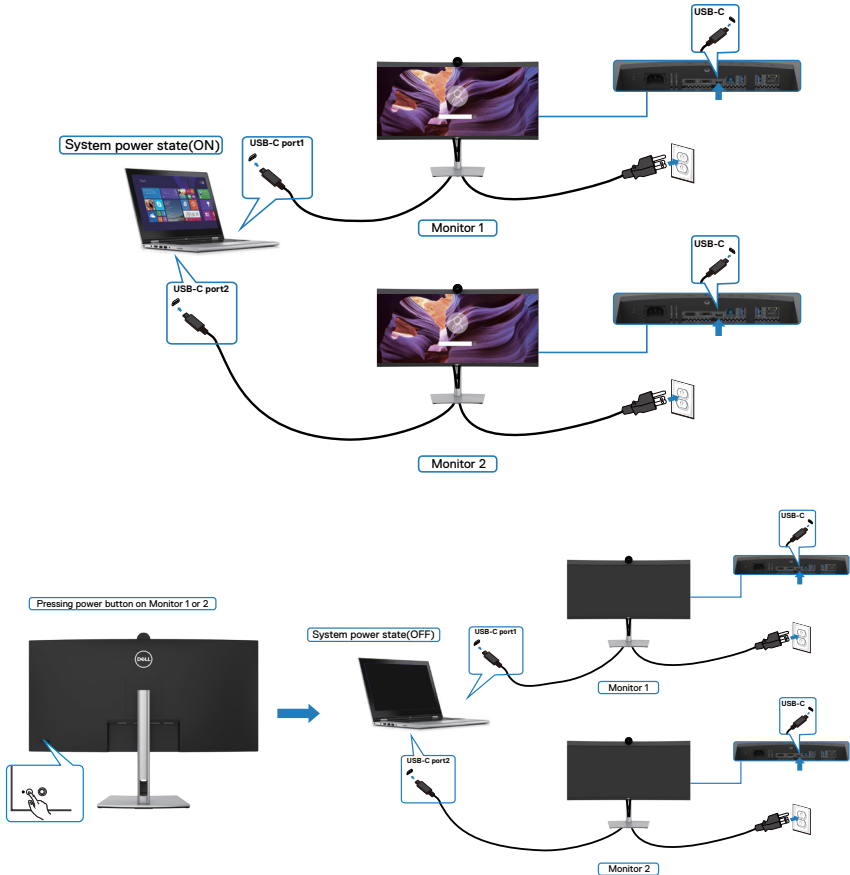 USB-C
System power state(ON)
USB-C port1
Monitor 1
USB-C port2
USB-C
Monitor 2
Pressing power button on Monitor 1 or 2
DELL
System power state(OFF)
USB-C port1
USB-C
Monitor 1
USB-C port2
USB-C
Monitor 2